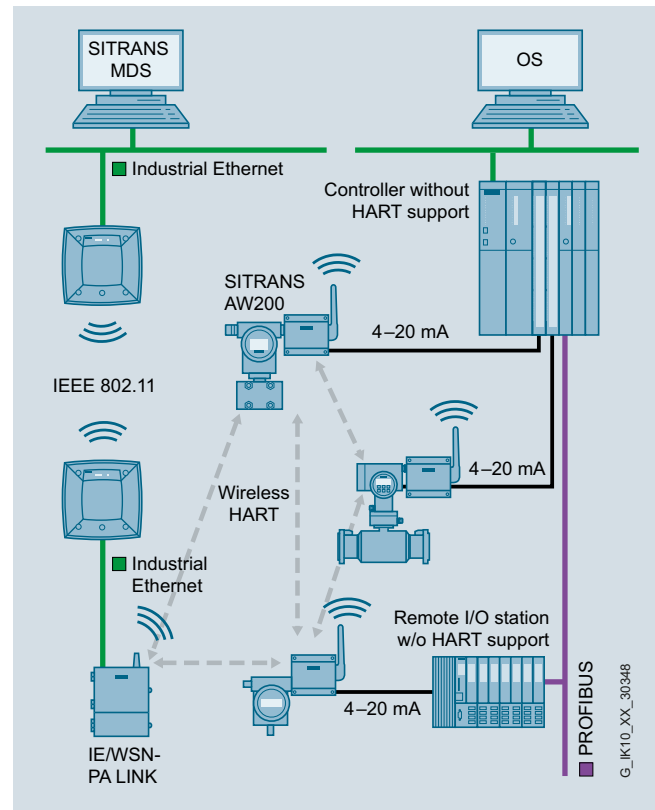 SITRANS
MDS
OS
Industrial Ethernet
Controller without
HART support
SITRANS
AW200
4–20 mA
IEEE 802.11
4–20 mA
Wireless
HART
Industrial
Ethernet
Remote I/O station
w/o HART support
4–20 mA
IE/WSN-
PA LINK
PROFIBUS
G_IK10_XX_30348